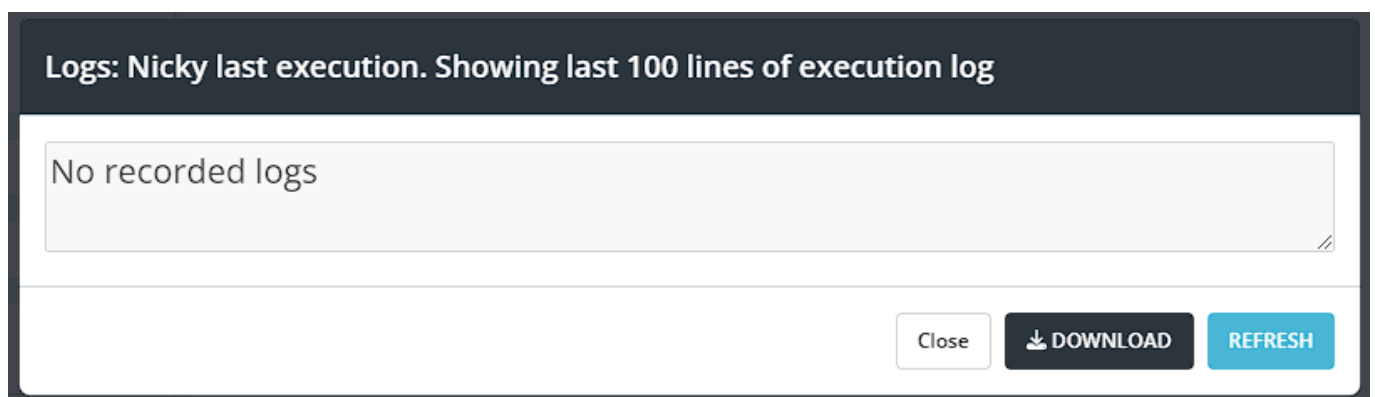 Logs: Nicky last execution. Showing last 100 lines of execution log
No recorded logs
Close
DOWNLOAD
REFRESH